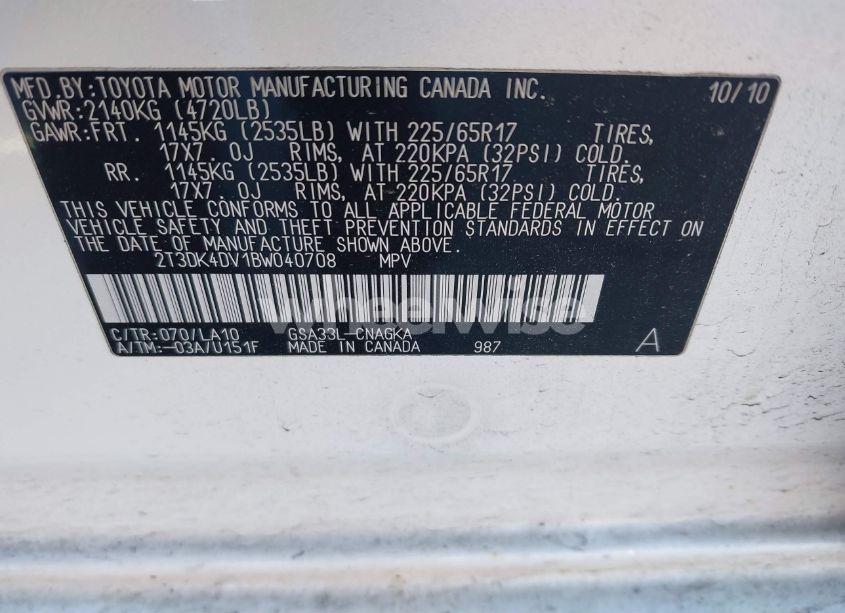 MFD. BY: TOYOTA MOTOR MANUFACTURING CANADA INC. 10/10
GVWR: 2140KG (4720LB)
GAWR: FRT. 1145KG (2535LB) WITH 225/65R17 TIRES,
17X7.0J RIMS, AT 220KPA (32PSI) COLD.
RR. 1145KG (2535LB) WITH 225/65R17 TIRES,
17X7.0J RIMS, AT 220KPA (32PSI) COLD.
THIS VEHICLE CONFORMS TO ALL APPLICABLE FEDERAL MOTOR
VEHICLE SAFETY AND THEFT PREVENTION STANDARDS IN EFFECT ON
THE DATE OF MANUFACTURE SHOWN ABOVE.
2T3DK4DV1BW040708 MPV
wheelwise
C/TR: 070/LA10 GSA33L-CNAGKA
A/TM: -03A/U151F MADE IN CANADA 987 A